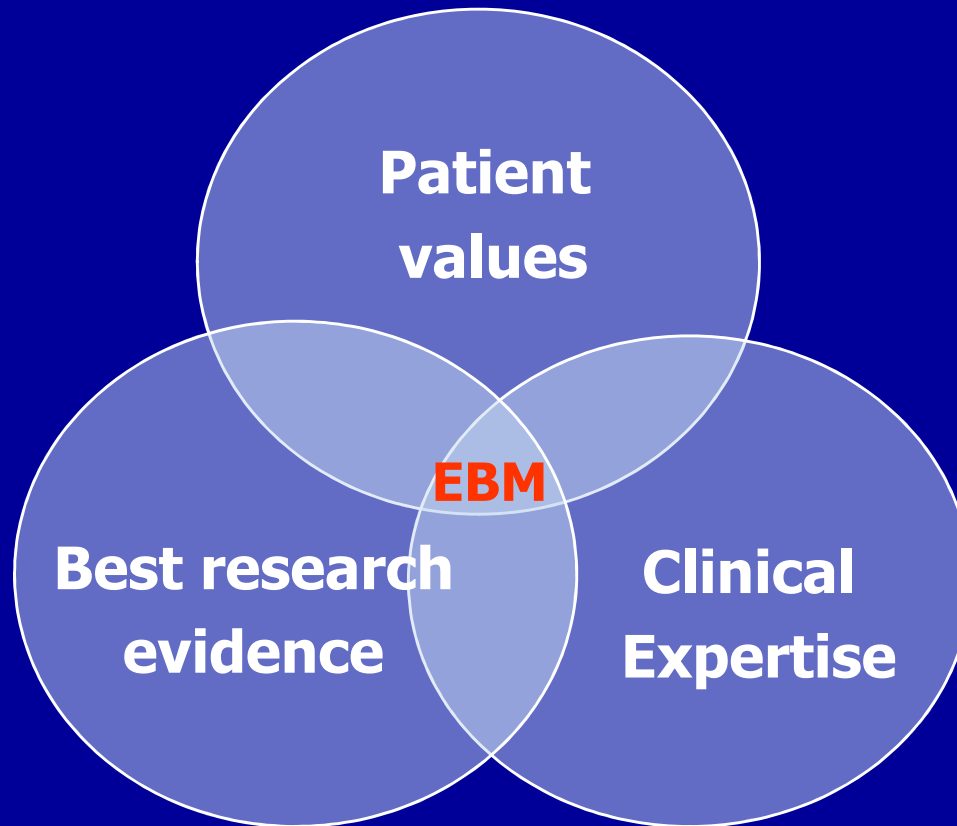 Patient
values
EBM
Best research
evidence
Clinical
Expertise